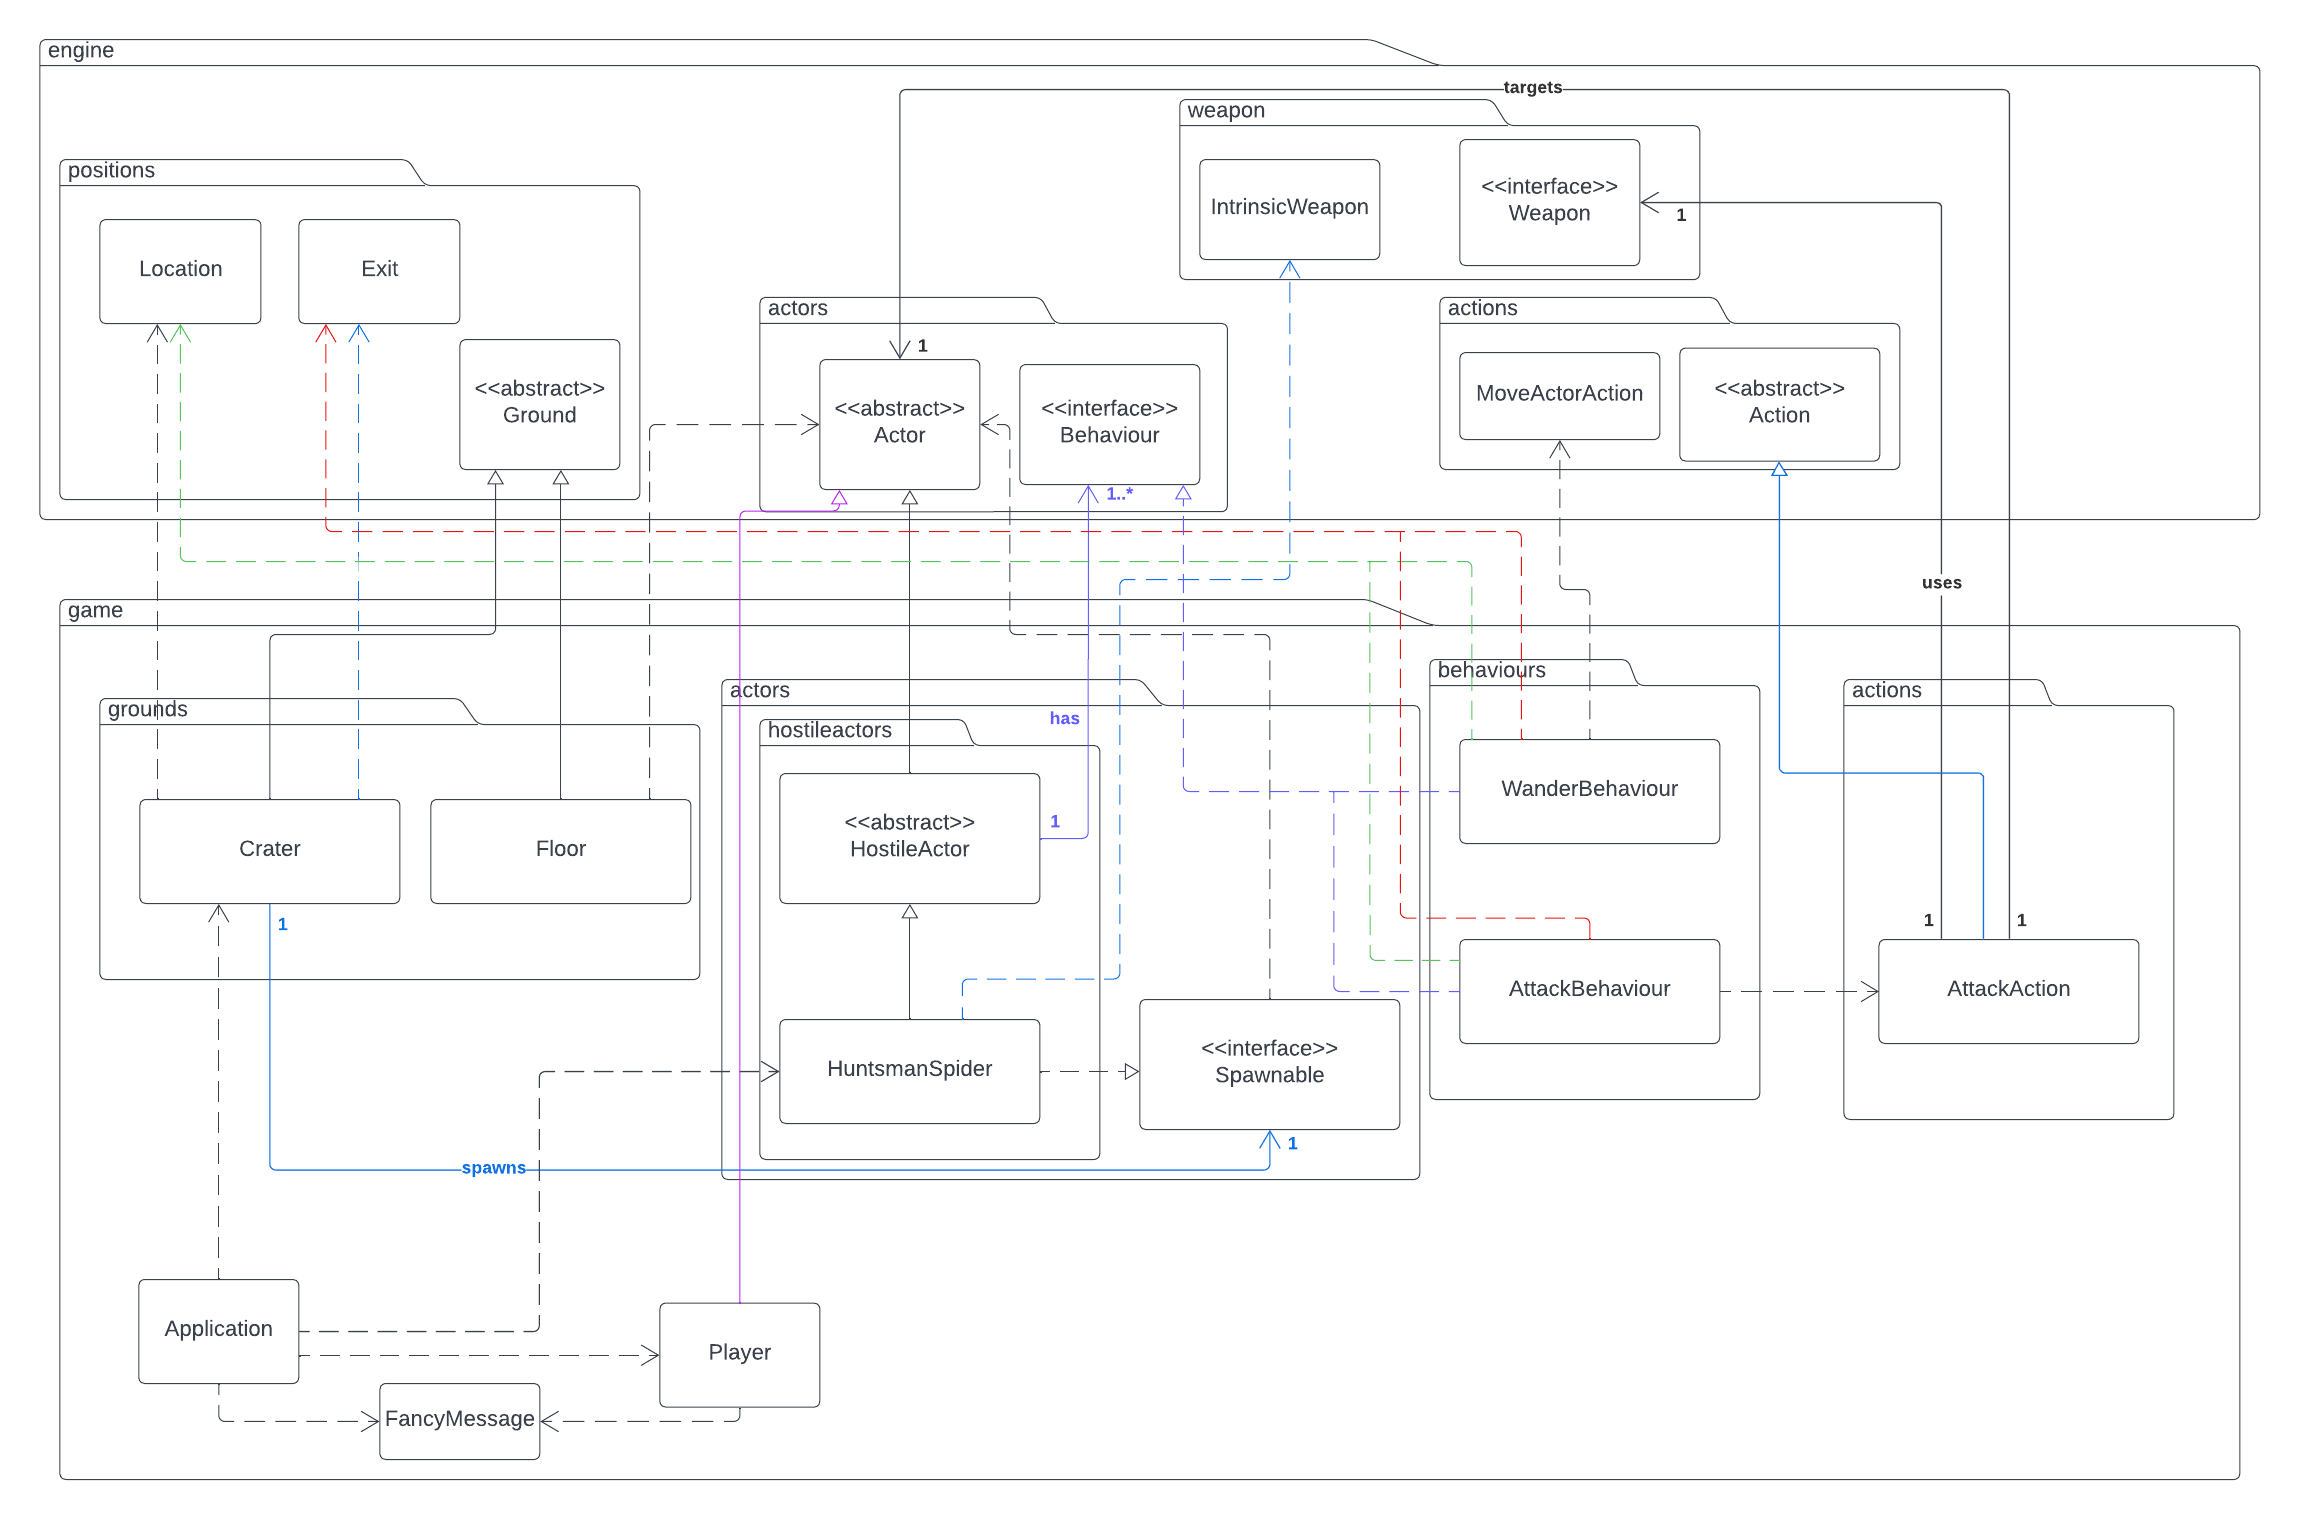 engine
targets
weapon
IntrinsicWeapon
<<interface>>
Weapon
1
positions
Location
Exit
<<abstract>>
Ground
actors
1
<<abstract>>
Actor
<<interface>>
Behaviour
1..*
actions
MoveActorAction
<<abstract>>
Action
uses
game
grounds
Crater
Floor
1
actors
hostileactors
has
<<abstract>>
HostileActor
1
HuntsmanSpider
<<interface>>
Spawnable
1
spawns
behaviours
WanderBehaviour
AttackBehaviour
actions
1
1
AttackAction
Application
Player
FancyMessage